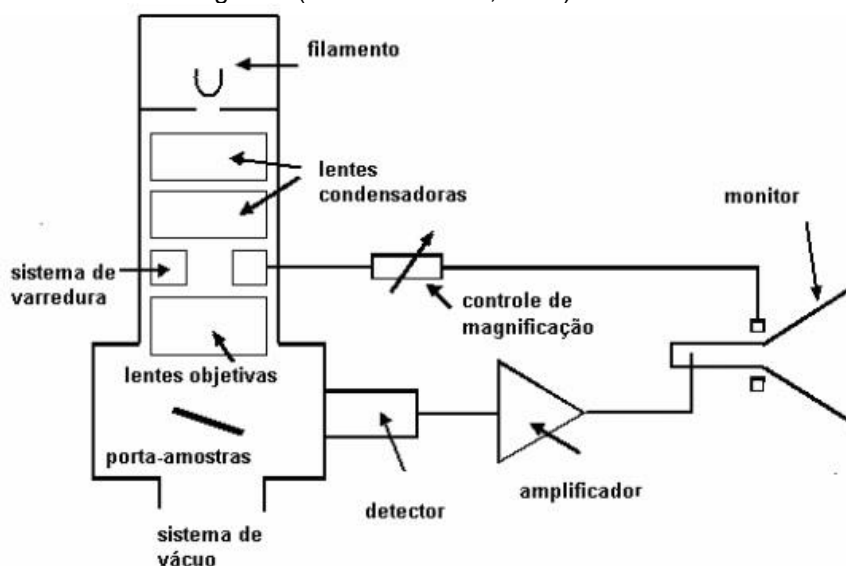 filamento
lentes
condensadoras
monitor
sistema de
varredura
controle de
magnificação
lentes objetivas
porta-amostras
detector
amplificador
sistema de
vácuo